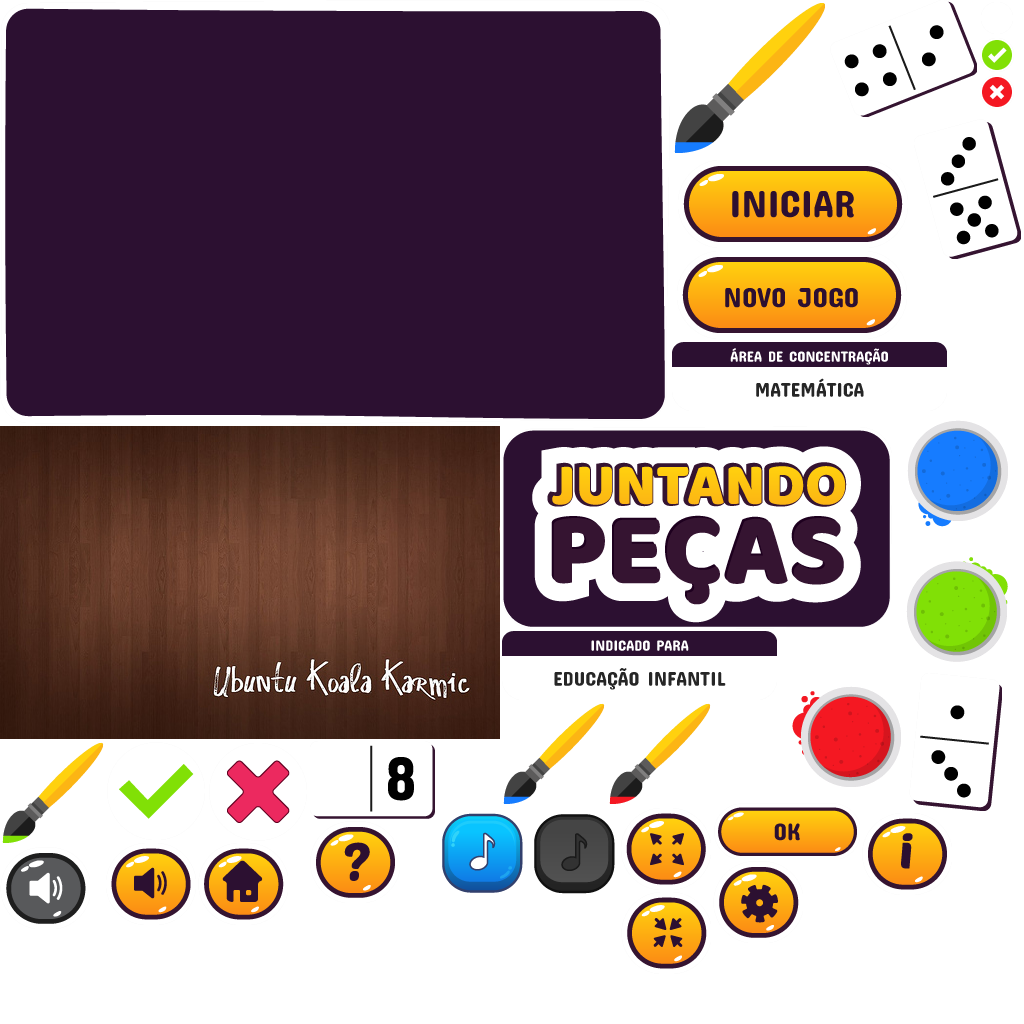 INICIAR
NOVO JOGO
ÁREA DE CONCENTRAÇÃO
MATEMÁTICA
JUNTANDO
PEÇAS
INDICADO PARA
EDUCAÇÃO INFANTIL
Ubuntu Koala Karmic
8
?
OK
i